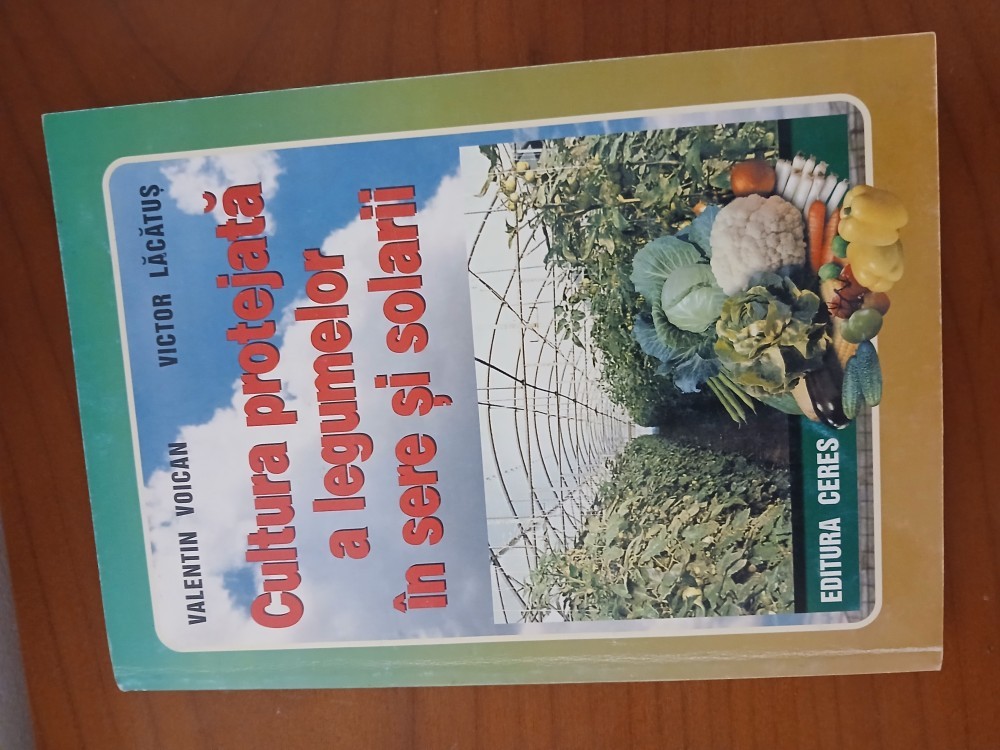 VALENTIN VOICAN VICTOR LĂCĂTUȘ
Cultura protejată
a legumelor
în sere și solarii
EDITURA CERES